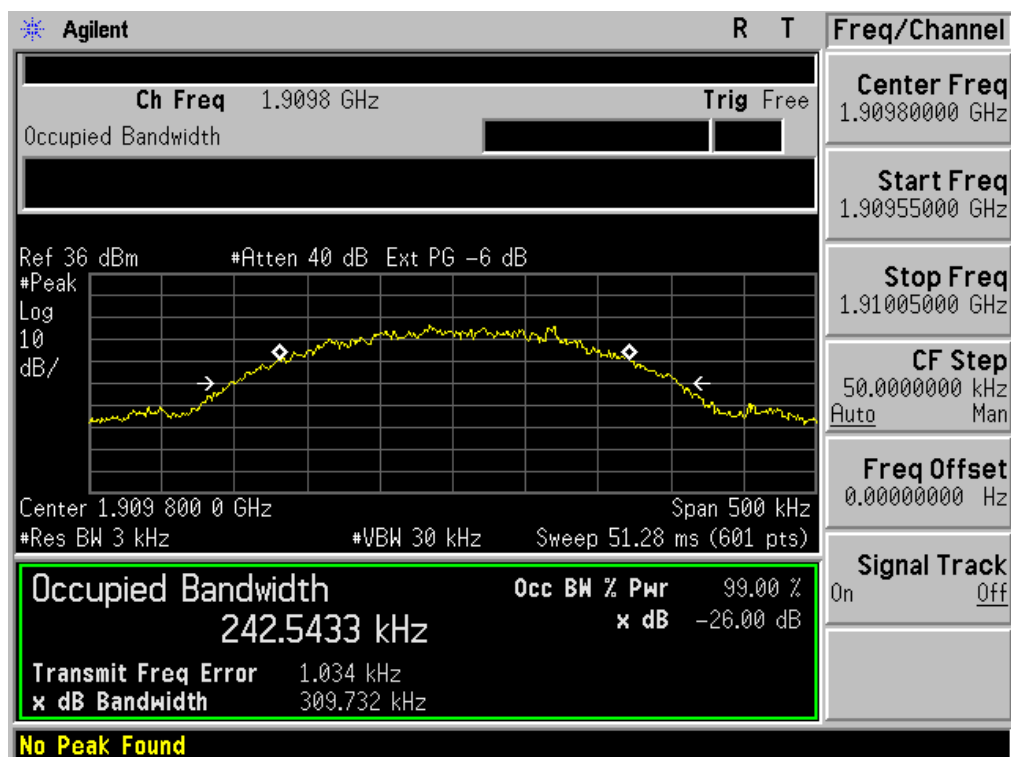 Agilent R T
Freq/Channel
Ch Freq 1.9098 GHz Trig Free
Occupied Bandwidth
Ref 36 dBm #Atten 40 dB Ext PG -6 dB
#Peak
Log
10
dB/
Center 1.909 800 0 GHz Span 500 kHz
#Res BW 3 kHz #VBW 30 kHz Sweep 51.28 ms (601 pts)
Occupied Bandwidth
242.5433 kHz
Occ BW % Pwr 99.00 %
x dB -26.00 dB
Transmit Freq Error 1.034 kHz
x dB Bandwidth 309.732 kHz
No Peak Found
Center Freq
1.90980000 GHz
Start Freq
1.90955000 GHz
Stop Freq
1.91005000 GHz
CF Step
50.0000000 kHz
Auto Man
Freq Offset
0.00000000 Hz
Signal Track
On Off